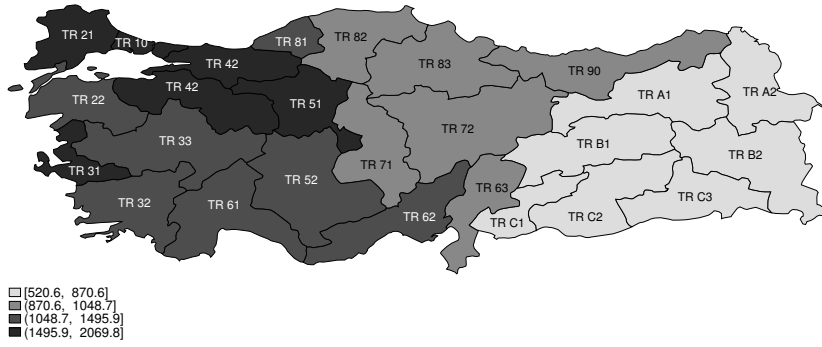 TR 21
TR 10
TR 81
TR 82
TR 42
TR 83
TR 90
TR 42
TR 51
TR A1
TR A2
TR 22
TR 72
TR 33
TR B1
TR B2
TR 31
TR 71
TR 52
TR 63
TR 32
TR 61
TR 62
TR C1
TR C2
TR C3
[520.6, 870.6]
(870.6, 1048.7]
(1048.7, 1495.9]
(1495.9, 2069.8]